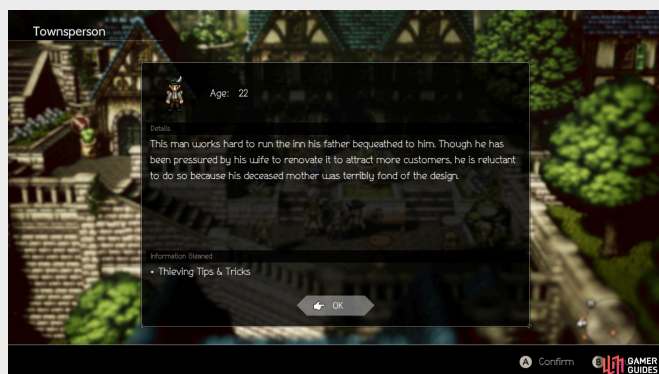 Townsperson
Age: 22
Details
This man works hard to run the inn his father bequeathed to him. Though he has
been pressured by his wife to renovate it to attract more customers, he is reluctant
to do so because his deceased mother was terribly fond of the design.
Information Gleaned
• Thieving Tips & Tricks
OK
A Confirm B
GAMER
GUIDES